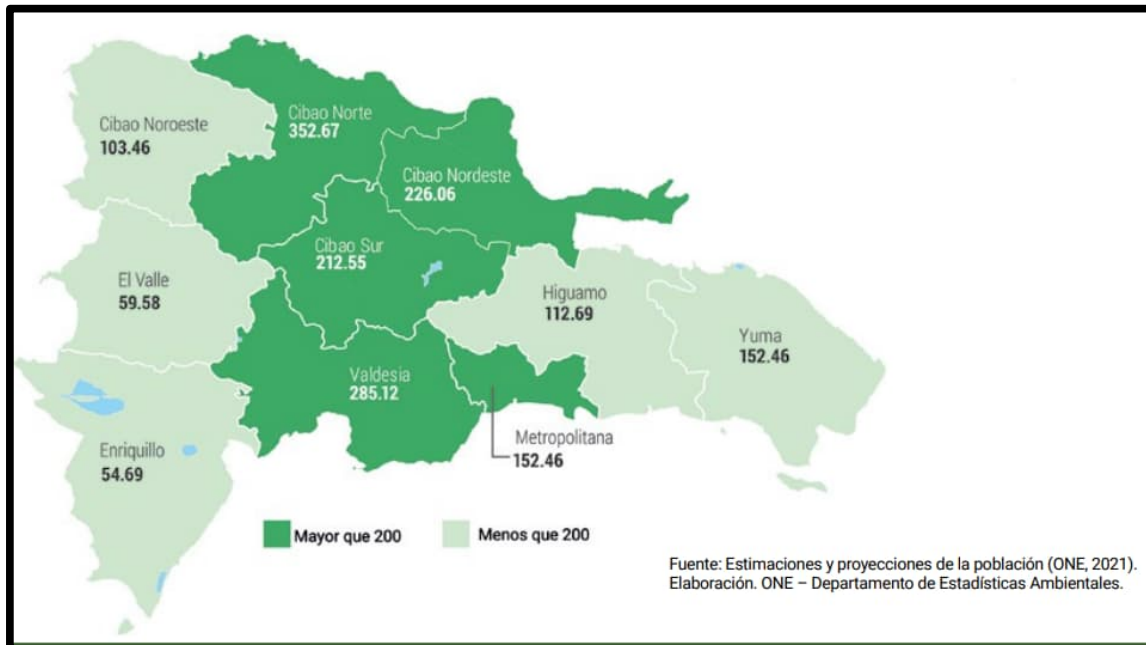 Cibao Norte
352.67
Cibao Noroeste
103.46
Cibao Nordeste
226.06
Cibao Sur
212.55
El Valle
59.58
Higuamo
112.69
Yuma
152.46
Valdesia
285.12
Metropolitana
152.46
Enriquillo
54.69
Mayor que 200
Menos que 200
Fuente: Estimaciones y proyecciones de la población (ONE, 2021).
Elaboración. ONE – Departamento de Estadísticas Ambientales.